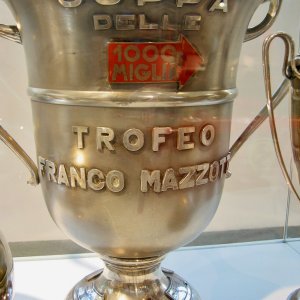 COPPA
DELLE
1000
MIGLIA
TROFEO
FRANCO MAZZOTTI